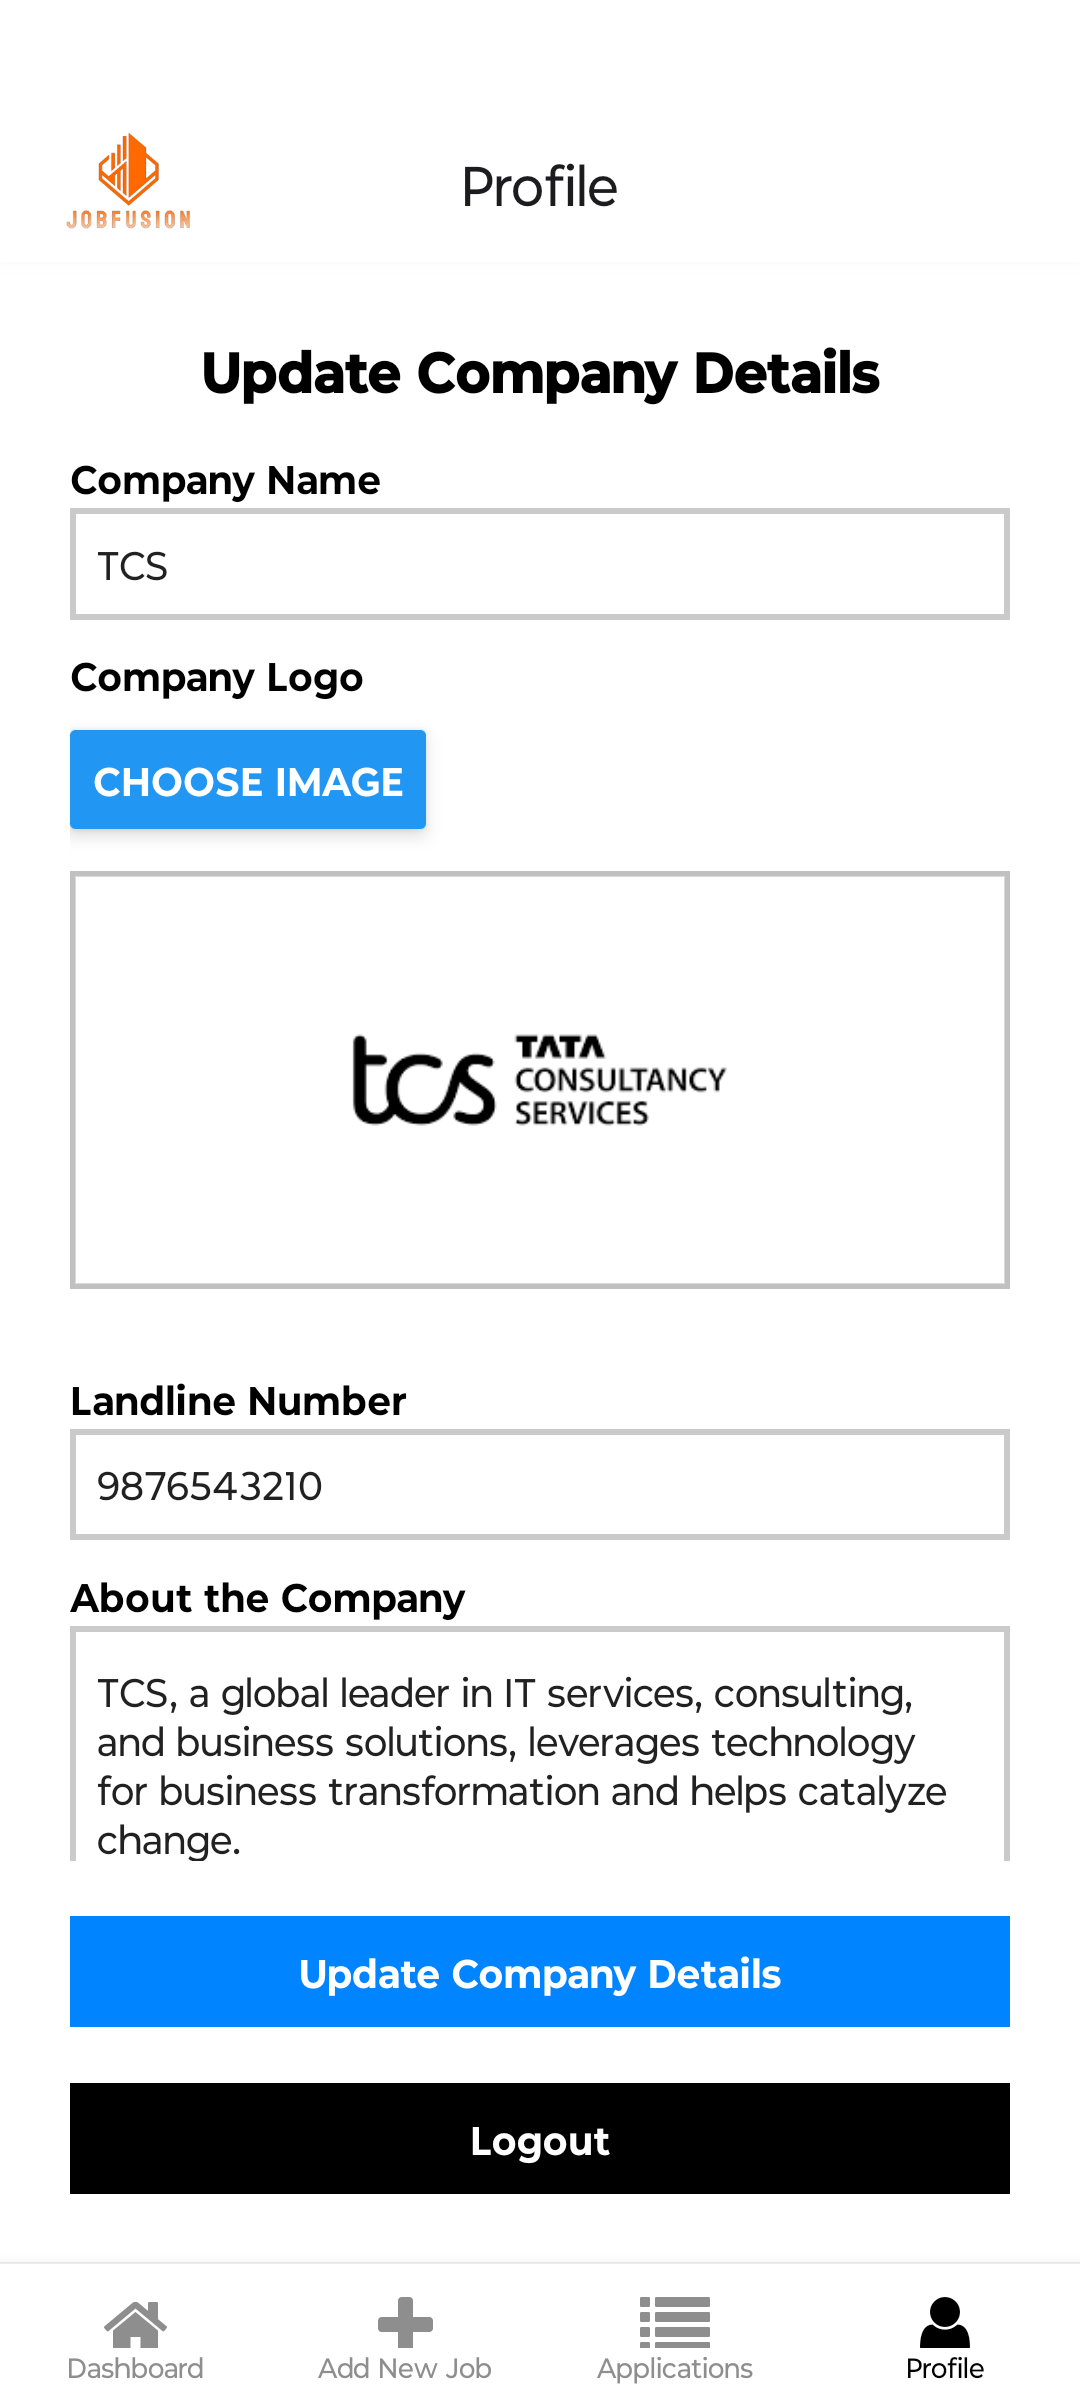 JOBFUSION
Profile
Update Company Details
Company Name
TCS
Company Logo
CHOOSE IMAGE
tcs TATA
CONSULTANCY
SERVICES
Landline Number
9876543210
About the Company
TCS, a global leader in IT services, consulting,
and business solutions, leverages technology
for business transformation and helps catalyze
change.
Update Company Details
Logout
Dashboard
Add New Job
Applications
Profile